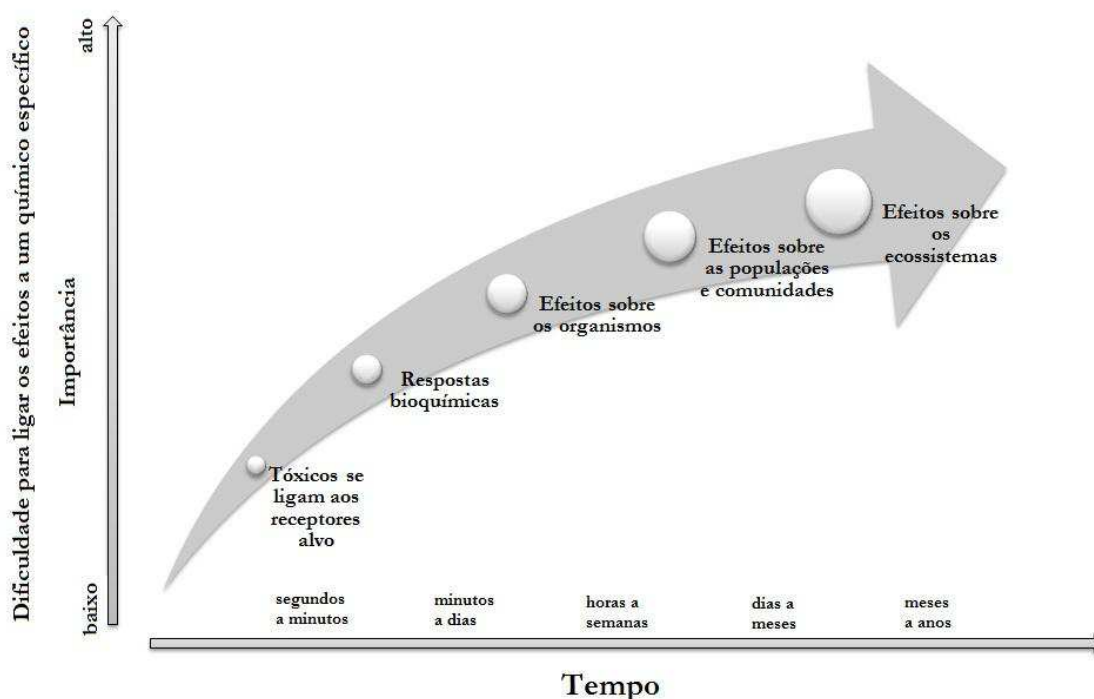 Dificuldade para ligar os efeitos a um químico específico
Importância
alto
baixo
Efeitos sobre
os
ecossistemas
Efeitos sobre
as populações
e comunidades
Efeitos sobre
os organismos
Respostas
bioquímicas
Tóxicos se
ligam aos
receptores
alvo
segundos
a minutos
minutos
a dias
horas a
semanas
dias a
meses
meses
a anos
Tempo